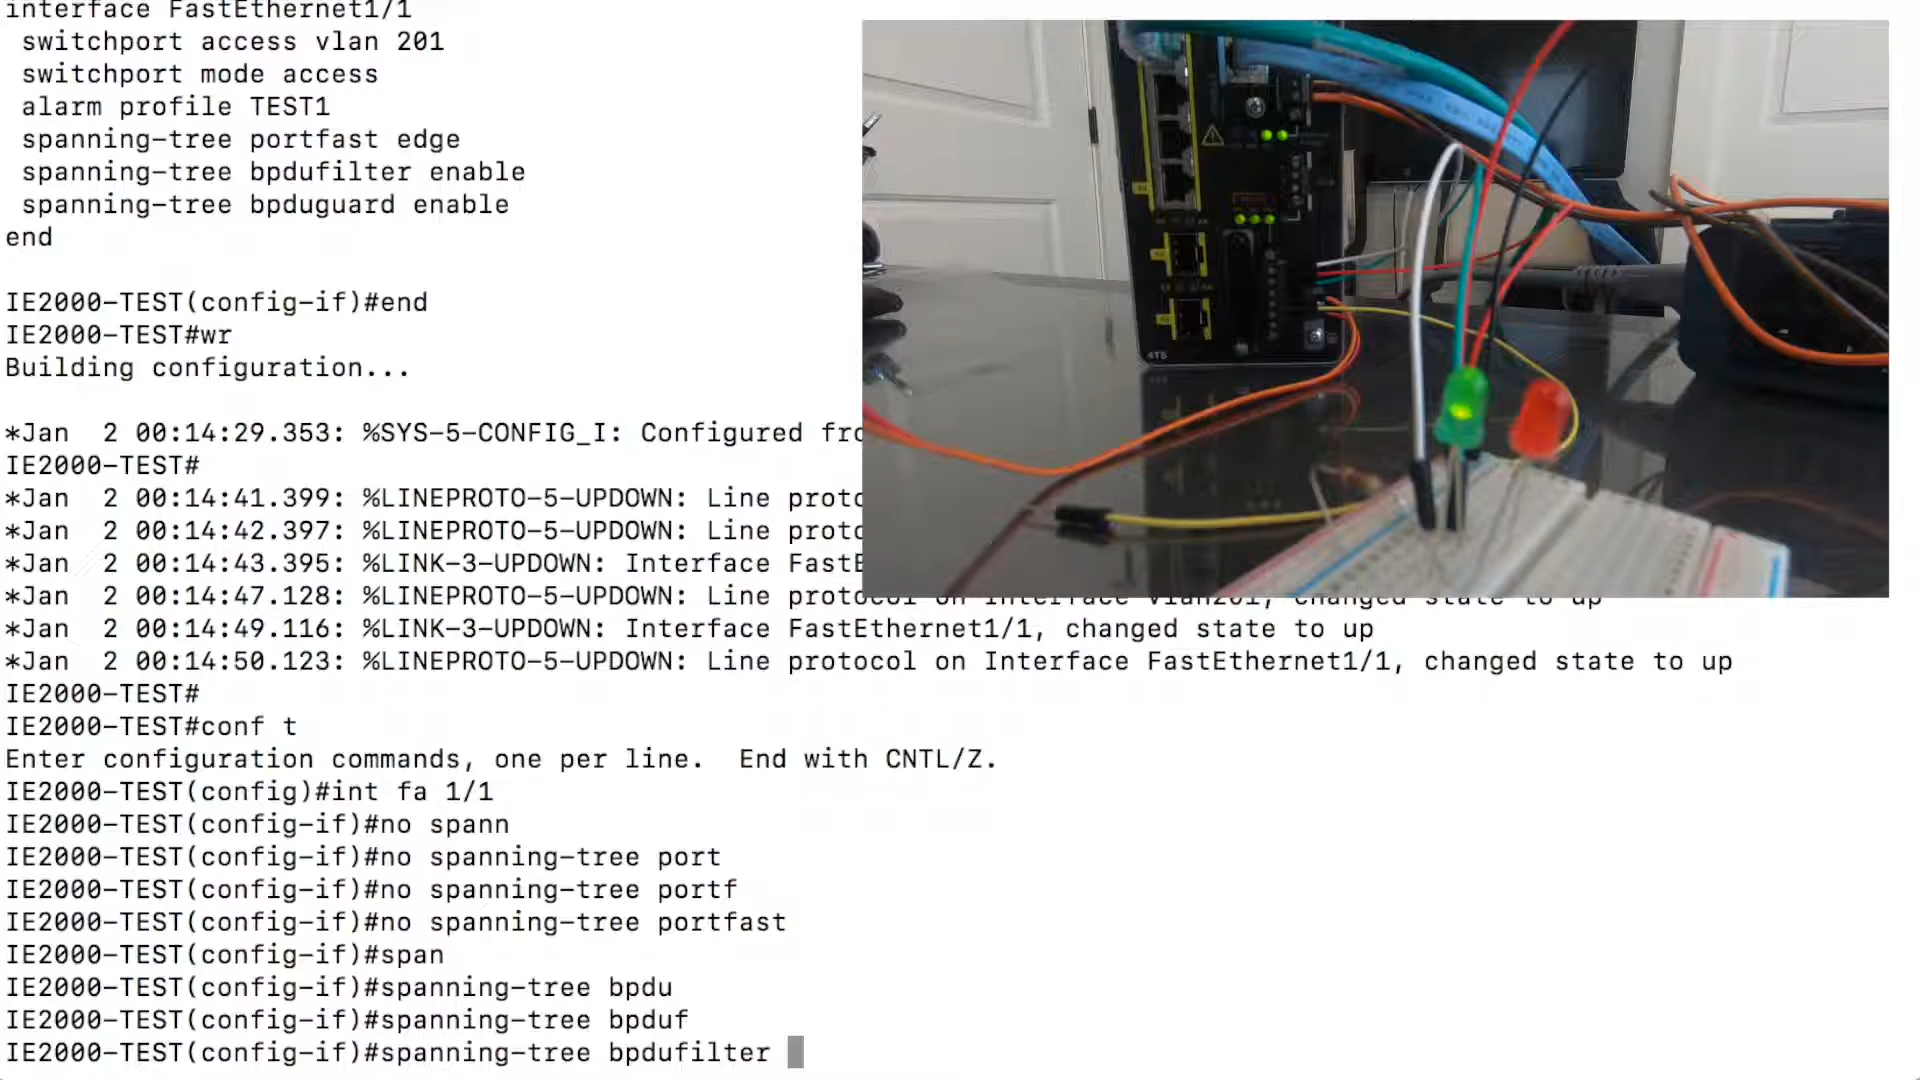 interface FastEthernet1/1
switchport access vlan 201
switchport mode access
alarm profile TEST1
spanning-tree portfast edge
spanning-tree bpdufilter enable
spanning-tree bpduguard enable
end
IE2000-TEST(config-if)#end
IE2000-TEST#wr
Building configuration...
*Jan  2 00:14:29.353: %SYS-5-CONFIG_I: Configured fro
IE2000-TEST#
*Jan  2 00:14:41.399: %LINEPROTO-5-UPDOWN: Line proto
*Jan  2 00:14:42.397: %LINEPROTO-5-UPDOWN: Line proto
*Jan  2 00:14:43.395: %LINK-3-UPDOWN: Interface FastE
*Jan  2 00:14:47.128: %LINEPROTO-5-UPDOWN: Line protocol on Interface Vlan201, changed state to up
*Jan  2 00:14:49.116: %LINK-3-UPDOWN: Interface FastEthernet1/1, changed state to up
*Jan  2 00:14:50.123: %LINEPROTO-5-UPDOWN: Line protocol on Interface FastEthernet1/1, changed state to up
IE2000-TEST#
IE2000-TEST#conf t
Enter configuration commands, one per line.  End with CNTL/Z.
IE2000-TEST(config)#int fa 1/1
IE2000-TEST(config-if)#no spann
IE2000-TEST(config-if)#no spanning-tree port
IE2000-TEST(config-if)#no spanning-tree portf
IE2000-TEST(config-if)#no spanning-tree portfast
IE2000-TEST(config-if)#span
IE2000-TEST(config-if)#spanning-tree bpdu
IE2000-TEST(config-if)#spanning-tree bpduf
IE2000-TEST(config-if)#spanning-tree bpdufilter
4TS